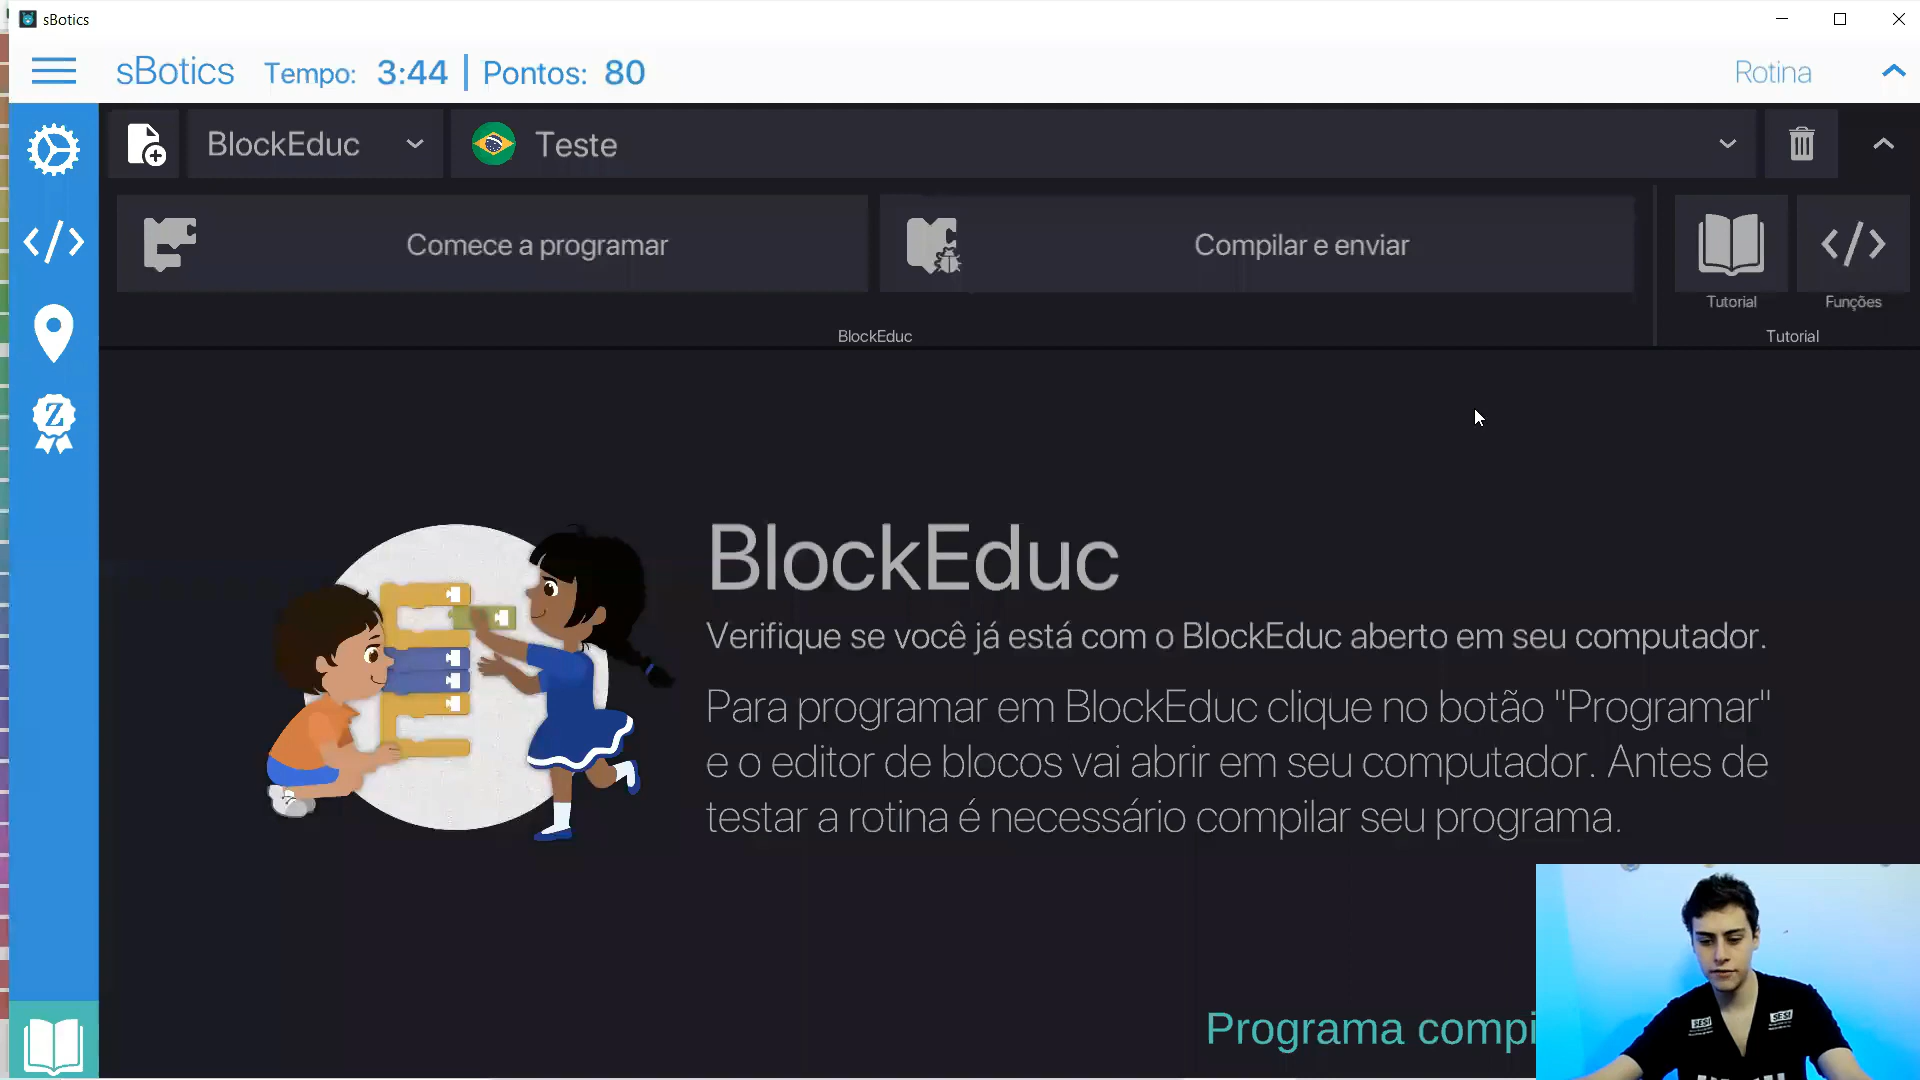 sBotics
sBotics Tempo: 3:44 | Pontos: 80 Rotina
BlockEduc Teste
Comece a programar Compilar e enviar
Tutorial Funções
BlockEduc Tutorial
BlockEduc
Verifique se você já está com o BlockEduc aberto em seu computador.
Para programar em BlockEduc clique no botão "Programar"
e o editor de blocos vai abrir em seu computador. Antes de
testar a rotina é necessário compilar seu programa.
Programa compi
SESI SESI